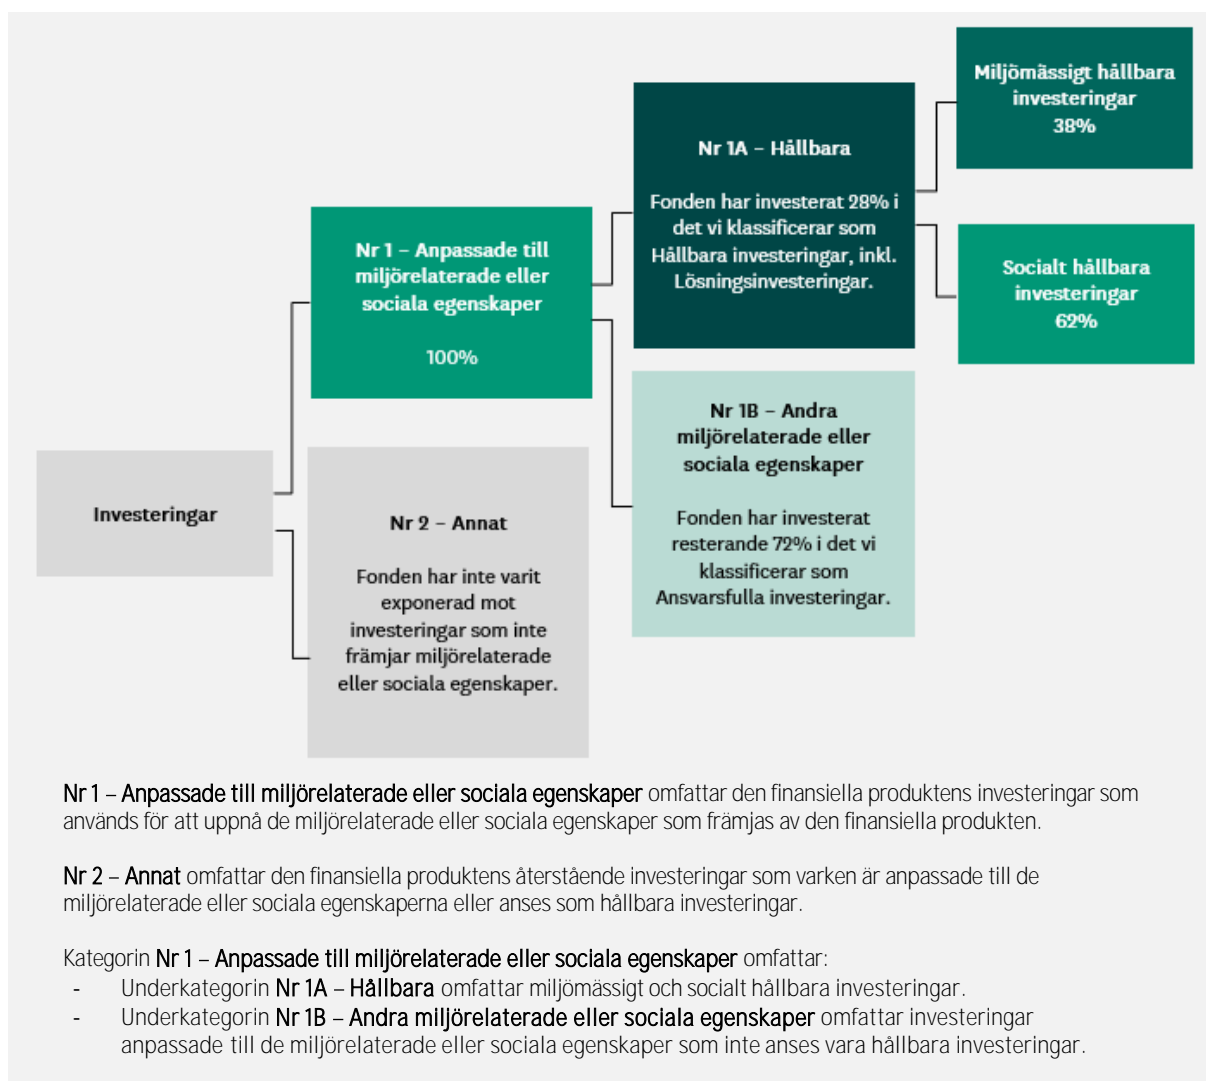 Investeringar
Nr 1 – Anpassade till
miljörelaterade eller
sociala egenskaper
100%
Nr 2 – Annat
Fonden har inte varit
exponerad mot
investeringar som inte
främjar miljörelaterade
eller sociala egenskaper.
Nr 1A – Hållbara
Fonden har investerat 28% i
det vi klassificerar som
Hållbara investeringar, inkl.
Lösningsinvesteringar.
Nr 1B – Andra
miljörelaterade eller
sociala egenskaper
Fonden har investerat
resterande 72% i det vi
klassificerar som
Ansvarsfulla investeringar.
Miljömässigt hållbara
investeringar
38%
Socialt hållbara
investeringar
62%
Nr 1 – Anpassade till miljörelaterade eller sociala egenskaper omfattar den finansiella produktens investeringar som
används för att uppnå de miljörelaterade eller sociala egenskaper som främjas av den finansiella produkten.
Nr 2 – Annat omfattar den finansiella produktens återstående investeringar som varken är anpassade till de
miljörelaterade eller sociala egenskaperna eller anses som hållbara investeringar.
Kategorin Nr 1 – Anpassade till miljörelaterade eller sociala egenskaper omfattar:
- Underkategorin Nr 1A – Hållbara omfattar miljömässigt och socialt hållbara investeringar.
- Underkategorin Nr 1B – Andra miljörelaterade eller sociala egenskaper omfattar investeringar
anpassade till de miljörelaterade eller sociala egenskaper som inte anses vara hållbara investeringar.